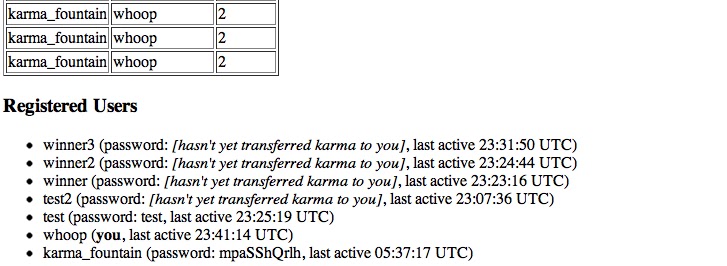 karma_fountain whoop 2
karma_fountain whoop 2
karma_fountain whoop 2
Registered Users
winner3 (password: [hasn't yet transferred karma to you], last active 23:31:50 UTC)
winner2 (password: [hasn't yet transferred karma to you], last active 23:24:44 UTC)
winner (password: [hasn't yet transferred karma to you], last active 23:23:16 UTC)
test2 (password: [hasn't yet transferred karma to you], last active 23:07:36 UTC)
test (password: test, last active 23:25:19 UTC)
whoop (you, last active 23:41:14 UTC)
karma_fountain (password: mpaSShQrlh, last active 05:37:17 UTC)